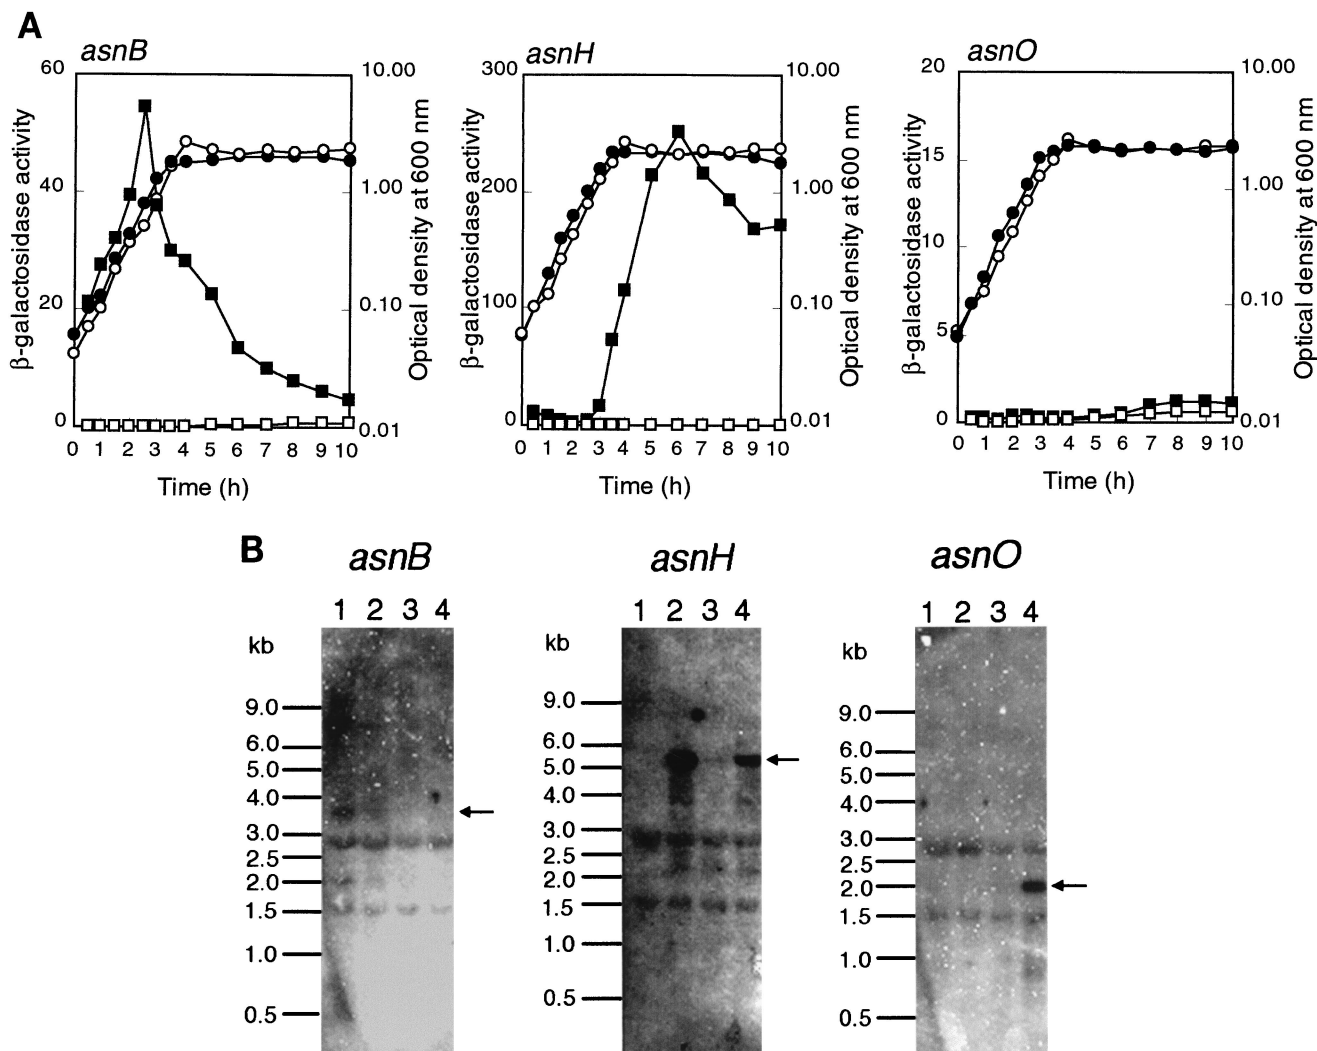 A
asnB
asnH
asnO
60
40
20
0
10.00
1.00
0.10
0.01
β-galactosidase activity
Optical density at 600 nm
0 1 2 3 4 5 6 7 8 9 10
Time (h)
300
200
100
0
10.00
1.00
0.10
0.01
β-galactosidase activity
Optical density at 600 nm
0 1 2 3 4 5 6 7 8 9 10
Time (h)
20
15
10
5
0
10.00
1.00
0.10
0.01
β-galactosidase activity
Optical density at 600 nm
0 1 2 3 4 5 6 7 8 9 10
Time (h)
B
asnB
1 2 3 4
kb
9.0
6.0
5.0
4.0
3.0
2.5
2.0
1.5
1.0
0.5
asnH
1 2 3 4
kb
9.0
6.0
5.0
4.0
3.0
2.5
2.0
1.5
1.0
0.5
asnO
1 2 3 4
kb
9.0
6.0
5.0
4.0
3.0
2.5
2.0
1.5
1.0
0.5